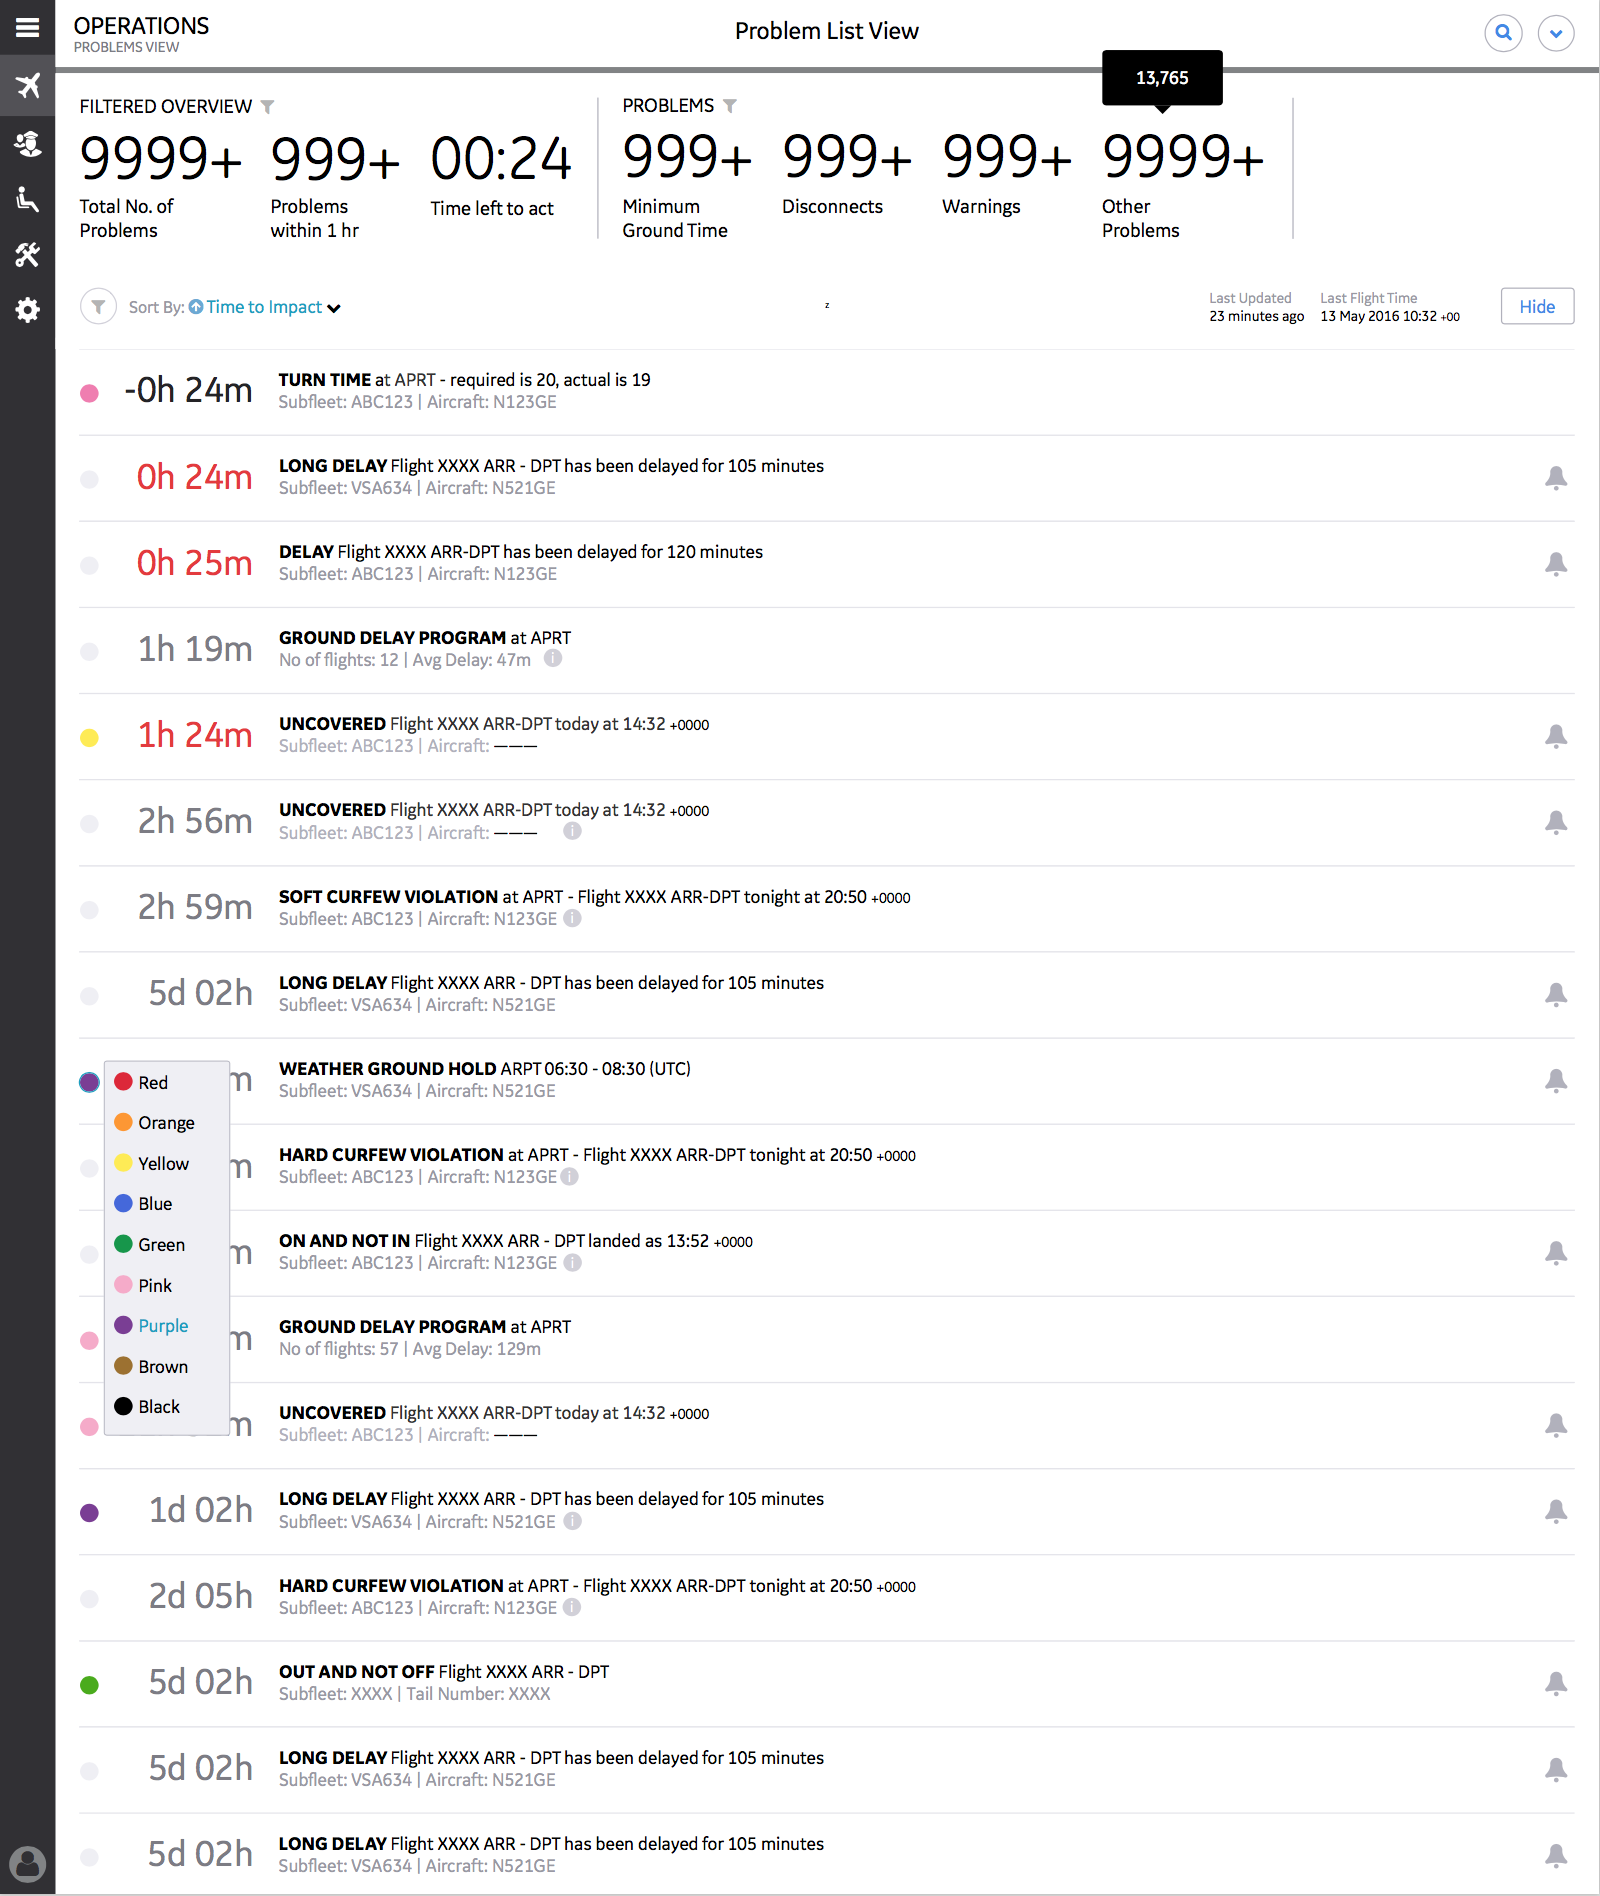 OPERATIONS
PROBLEMS VIEW
Problem List View
13,765
FILTERED OVERVIEW
9999+ 999+ 00:24
Total No. of
Problems
Problems
within 1 hr
Time left to act
PROBLEMS
999+ 999+ 999+ 9999+
Minimum
Ground Time
Disconnects
Warnings
Other
Problems
Sort By: Time to Impact
z
Last Updated
23 minutes ago
Last Flight Time
13 May 2016 10:32 +00
Hide
-0h 24m
TURN TIME at APRT - required is 20, actual is 19
Subfleet: ABC123 | Aircraft: N123GE
0h 24m
LONG DELAY Flight XXXX ARR - DPT has been delayed for 105 minutes
Subfleet: VSA634 | Aircraft: N521GE
0h 25m
DELAY Flight XXXX ARR-DPT has been delayed for 120 minutes
Subfleet: ABC123 | Aircraft: N123GE
1h 19m
GROUND DELAY PROGRAM at APRT
No of flights: 12 | Avg Delay: 47m
1h 24m
UNCOVERED Flight XXXX ARR-DPT today at 14:32 +0000
Subfleet: ABC123 | Aircraft: ———
2h 56m
UNCOVERED Flight XXXX ARR-DPT today at 14:32 +0000
Subfleet: ABC123 | Aircraft: ———
2h 59m
SOFT CURFEW VIOLATION at APRT - Flight XXXX ARR-DPT tonight at 20:50 +0000
Subfleet: ABC123 | Aircraft: N123GE
5d 02h
LONG DELAY Flight XXXX ARR - DPT has been delayed for 105 minutes
Subfleet: VSA634 | Aircraft: N521GE
Red
Orange
Yellow
Blue
Green
Pink
Purple
Brown
Black
m
WEATHER GROUND HOLD ARPT 06:30 - 08:30 (UTC)
Subfleet: VSA634 | Aircraft: N521GE
m
HARD CURFEW VIOLATION at APRT - Flight XXXX ARR-DPT tonight at 20:50 +0000
Subfleet: ABC123 | Aircraft: N123GE
m
ON AND NOT IN Flight XXXX ARR - DPT landed as 13:52 +0000
Subfleet: ABC123 | Aircraft: N123GE
m
GROUND DELAY PROGRAM at APRT
No of flights: 57 | Avg Delay: 129m
m
UNCOVERED Flight XXXX ARR-DPT today at 14:32 +0000
Subfleet: ABC123 | Aircraft: ———
1d 02h
LONG DELAY Flight XXXX ARR - DPT has been delayed for 105 minutes
Subfleet: VSA634 | Aircraft: N521GE
2d 05h
HARD CURFEW VIOLATION at APRT - Flight XXXX ARR-DPT tonight at 20:50 +0000
Subfleet: ABC123 | Aircraft: N123GE
5d 02h
OUT AND NOT OFF Flight XXXX ARR - DPT
Subfleet: XXXX | Tail Number: XXXX
5d 02h
LONG DELAY Flight XXXX ARR - DPT has been delayed for 105 minutes
Subfleet: VSA634 | Aircraft: N521GE
5d 02h
LONG DELAY Flight XXXX ARR - DPT has been delayed for 105 minutes
Subfleet: VSA634 | Aircraft: N521GE